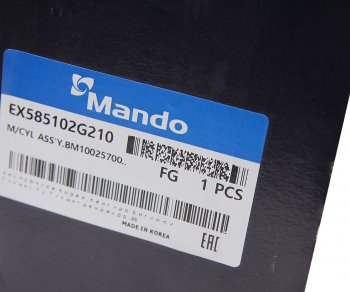 Mando
EX585102G210
M/CYL ASS'Y.BM10025700..
FG 1 PCS
MADE IN KOREA
EAC